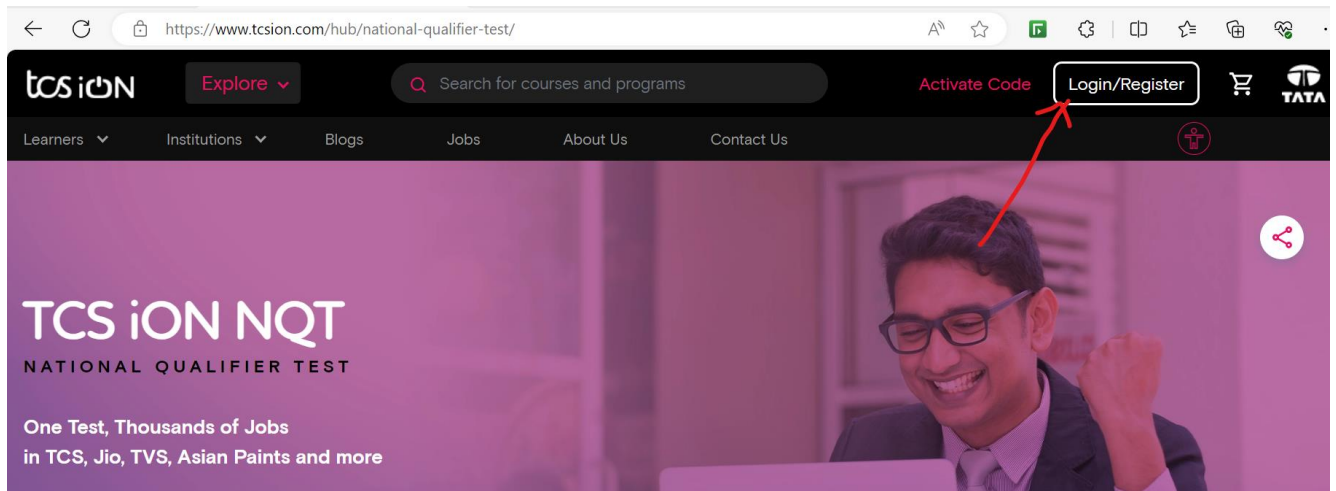 https://www.tcsion.com/hub/national-qualifier-test/
tcs iON Explore Search for courses and programs Activate Code Login/Register TATA
Learners Institutions Blogs Jobs About Us Contact Us
TCS iON NQT
NATIONAL QUALIFIER TEST
One Test, Thousands of Jobs
in TCS, Jio, TVS, Asian Paints and more